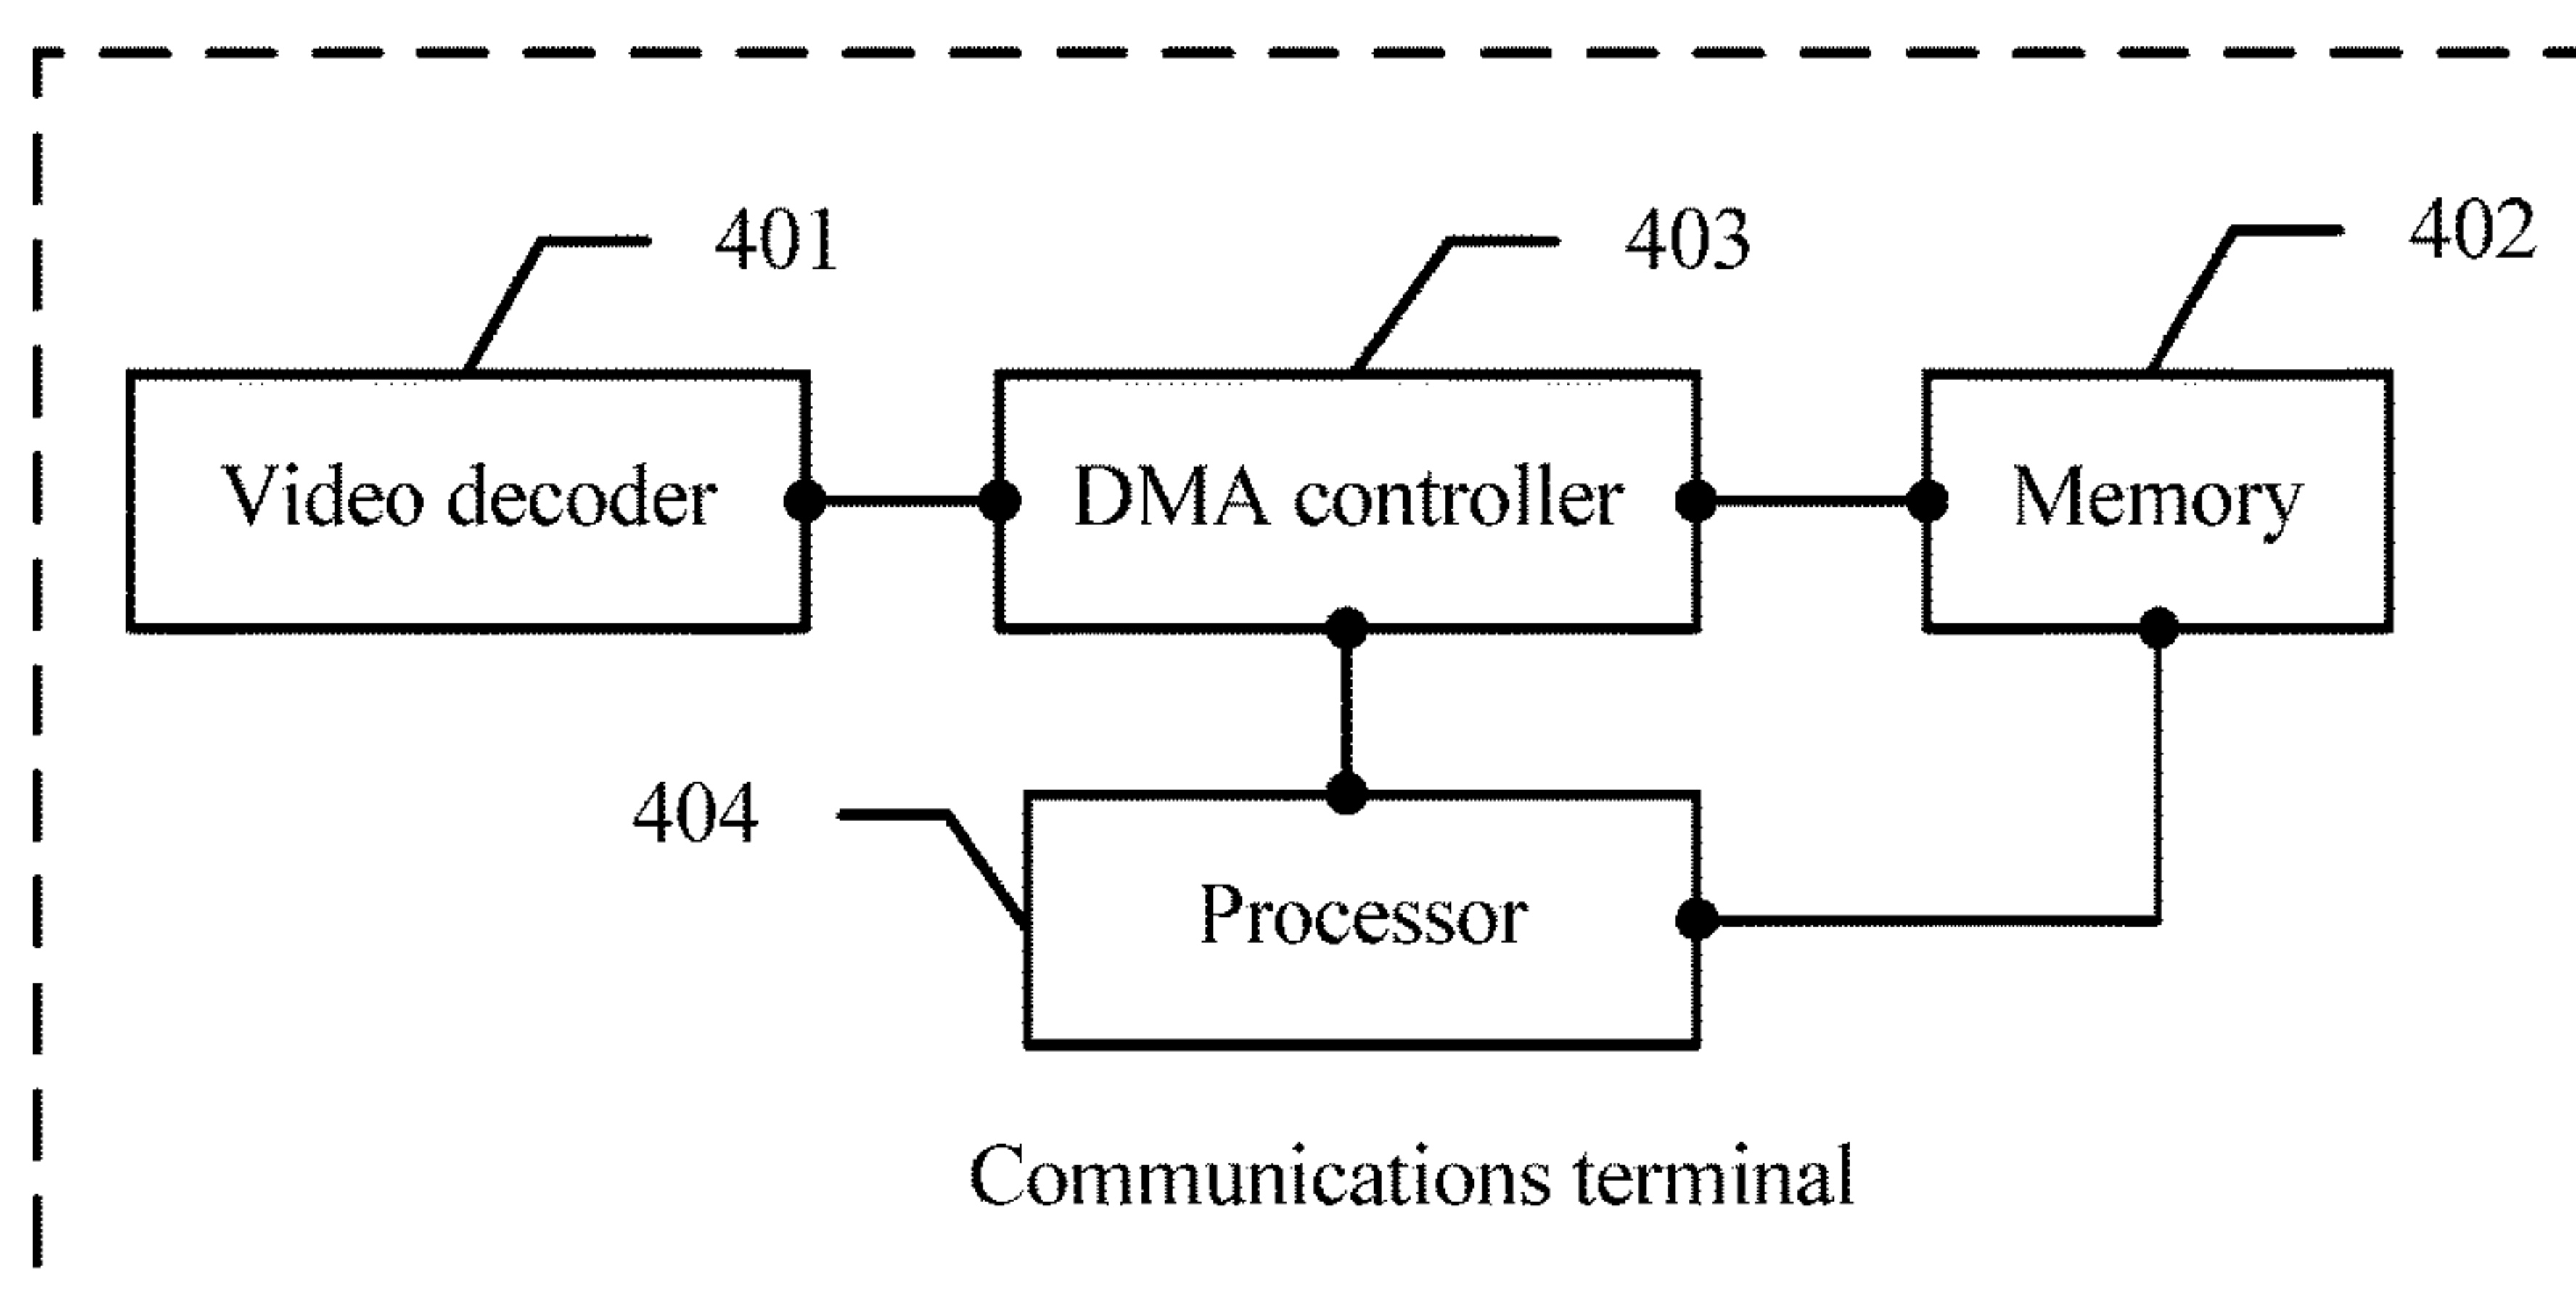 401
403
402
Video decoder
DMA controller
Memory
404
Processor
Communications terminal